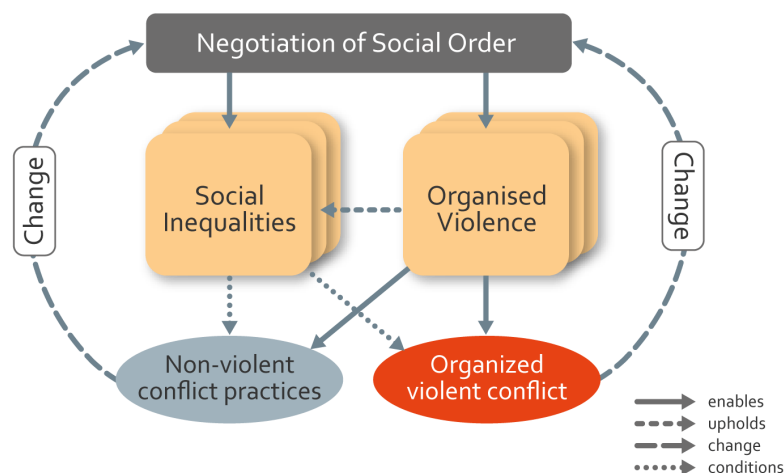 Negotiation of Social Order
Change
Change
Social
Inequalities
Organised
Violence
Non-violent
conflict practices
Organized
violent conflict
enables
upholds
change
conditions